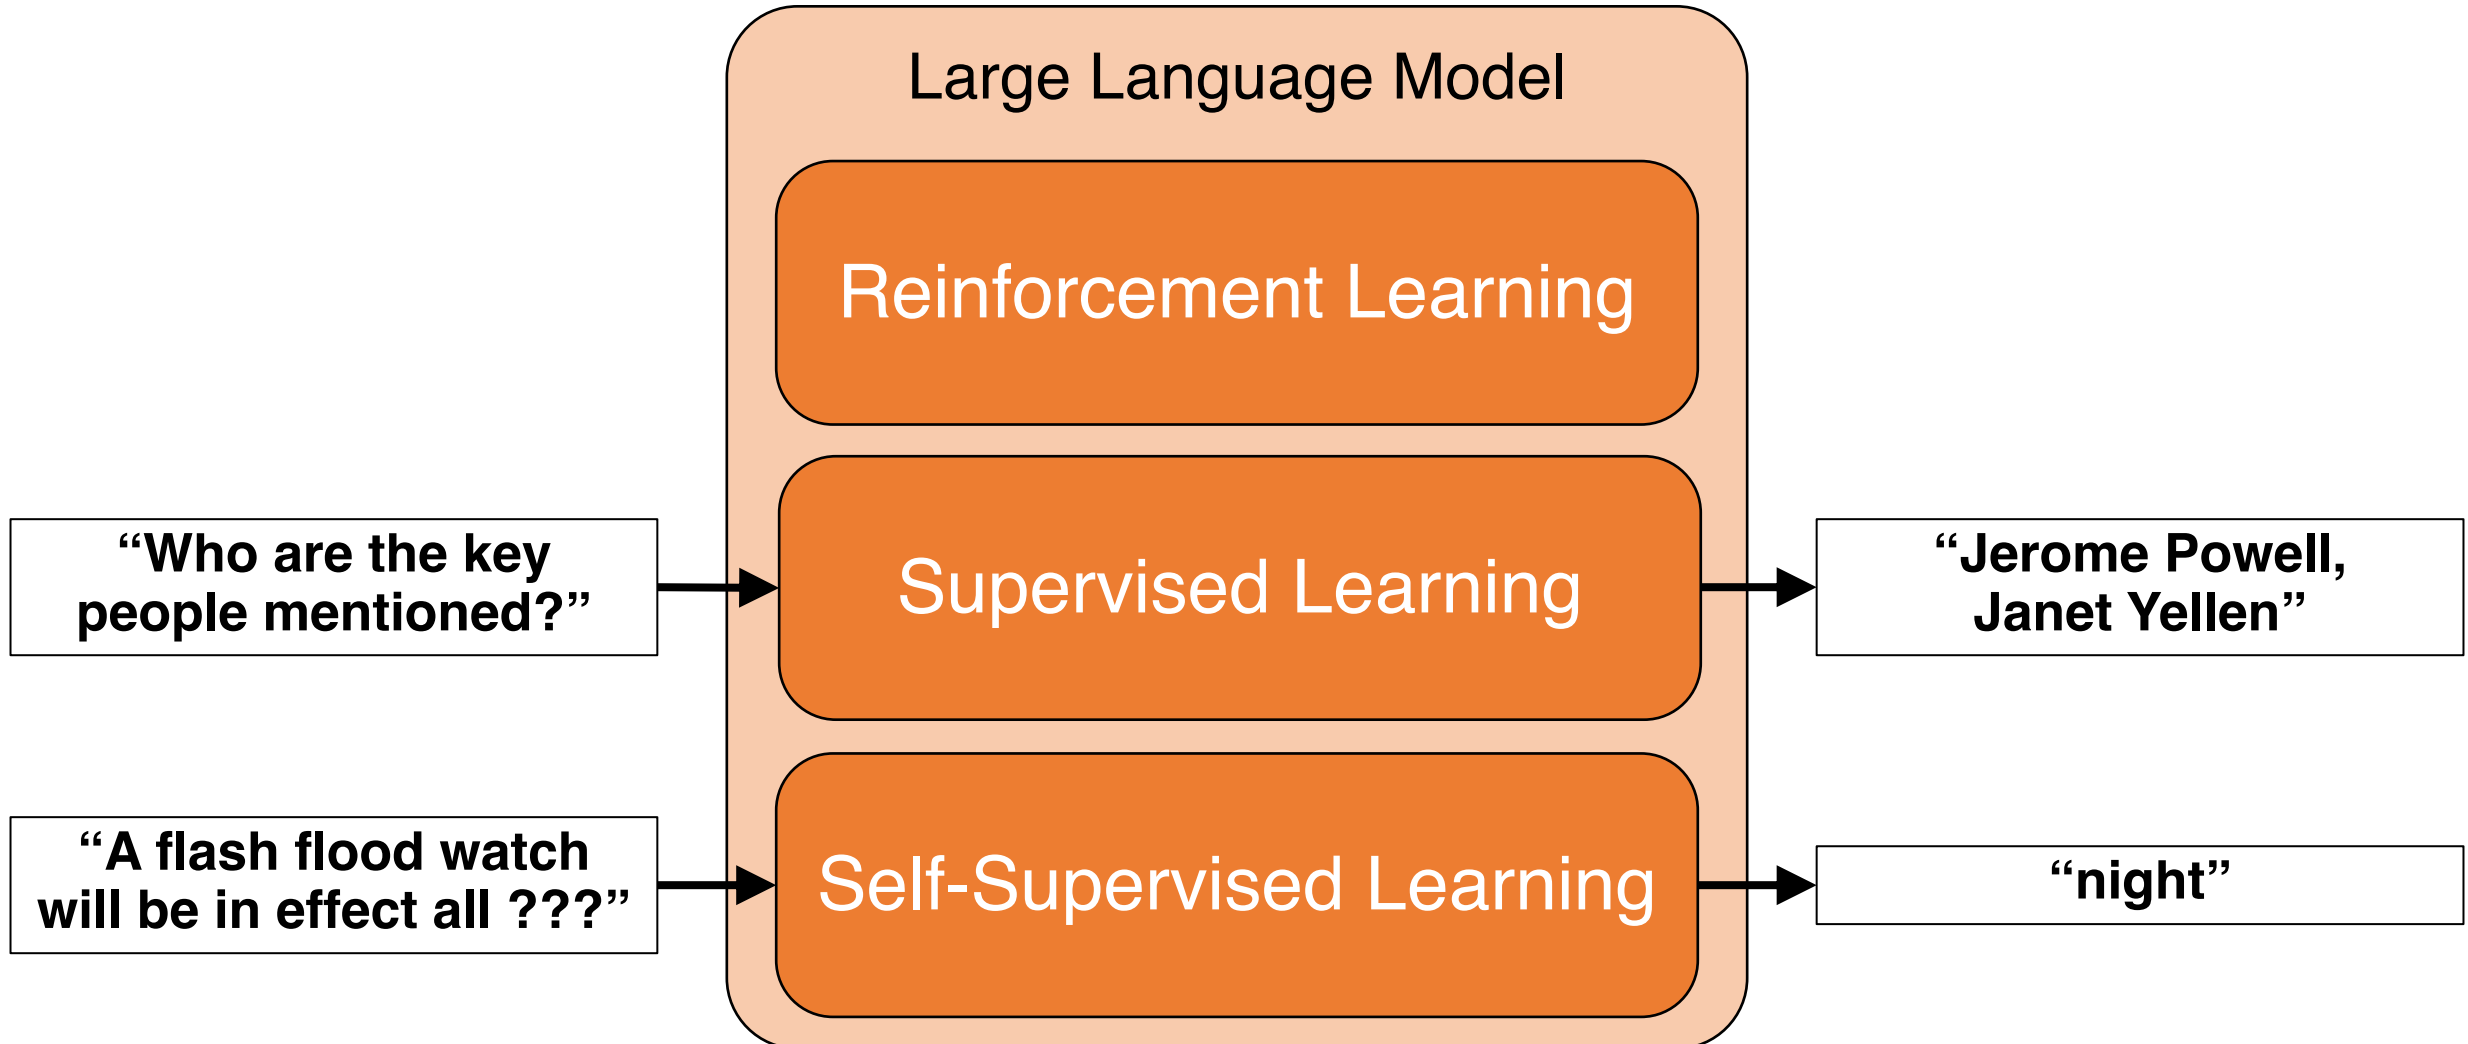 Large Language Model
Reinforcement Learning
“Who are the key
people mentioned?”
Supervised Learning
“Jerome Powell,
Janet Yellen”
“A flash flood watch
will be in effect all ???”
Self-Supervised Learning
“night”